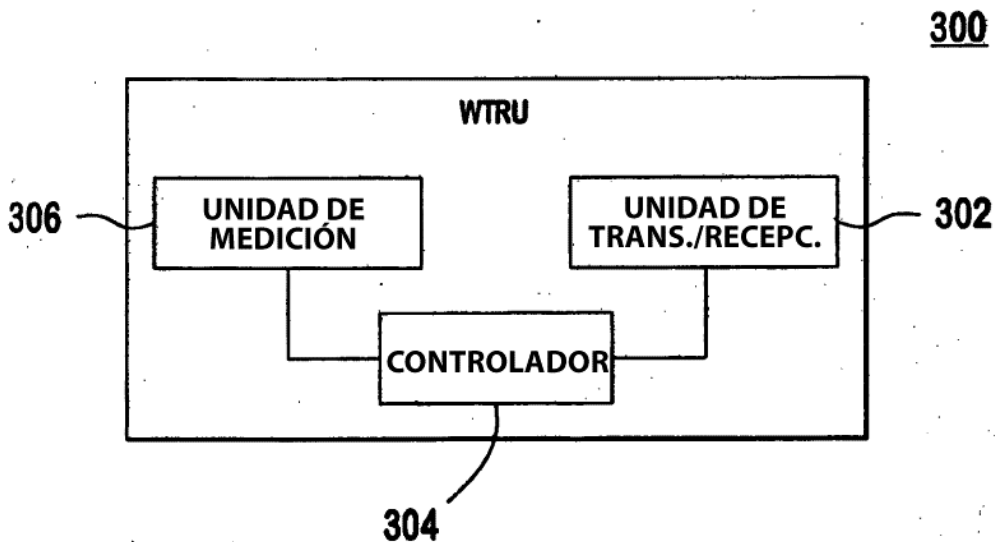 300
WTRU
306
UNIDAD DE
MEDICIÓN
UNIDAD DE
TRANS./RECEPC.
302
CONTROLADOR
304